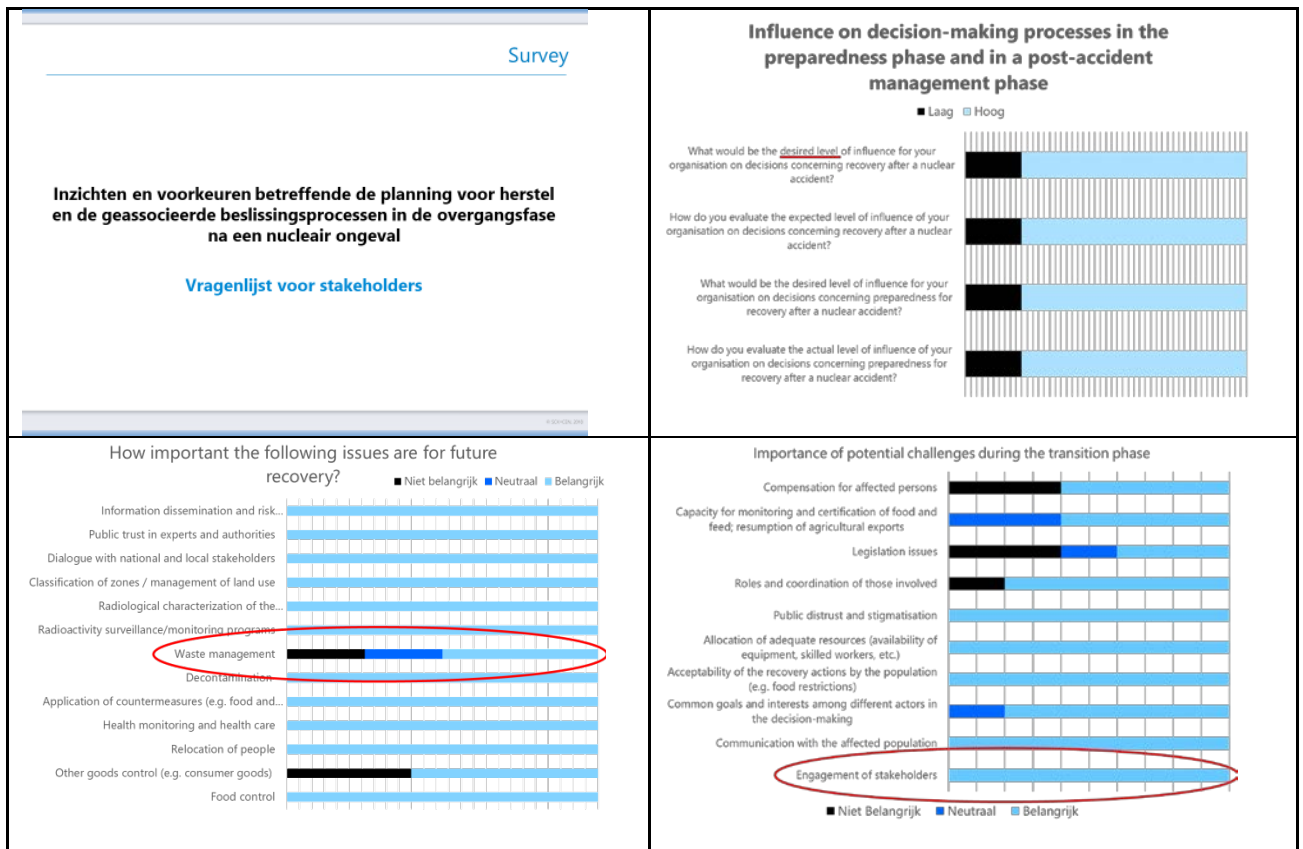 Survey
Inzichten en voorkeuren betreffende de planning voor herstel
en de geassocieerde beslissingsprocessen in de overgangsfase
na een nucleair ongeval
Vragenlijst voor stakeholders
Influence on decision-making processes in the
preparedness phase and in a post-accident
management phase
Laag Hoog
What would be the desired level of influence for your
organisation on decisions concerning recovery after a nuclear
accident?
How do you evaluate the expected level of influence of your
organisation on decisions concerning recovery after a nuclear
accident?
What would be the desired level of influence for your
organisation on decisions concerning preparedness for
recovery after a nuclear accident?
How do you evaluate the actual level of influence of your
organisation on decisions concerning preparedness for
recovery after a nuclear accident?
How important the following issues are for future
recovery?
Niet belangrijk Neutraal Belangrijk
Information dissemination and risk...
Public trust in experts and authorities
Dialogue with national and local stakeholders
Classification of zones / management of land use
Radiological characterization of the...
Radioactivity surveillance/monitoring programs
Waste management
Decontamination
Application of countermeasures (e.g. food and...
Health monitoring and health care
Relocation of people
Other goods control (e.g. consumer goods)
Food control
Importance of potential challenges during the transition phase
Compensation for affected persons
Capacity for monitoring and certification of food and
feed; resumption of agricultural exports
Legislation issues
Roles and coordination of those involved
Public distrust and stigmatisation
Allocation of adequate resources (availability of
equipment, skilled workers, etc.)
Acceptability of the recovery actions by the population
(e.g. food restrictions)
Common goals and interests among different actors in
the decision-making
Communication with the affected population
Engagement of stakeholders
Niet Belangrijk Neutraal Belangrijk